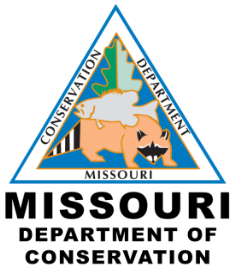 CONSERVATION
DEPARTMENT
MISSOURI
MISSOURI
DEPARTMENT OF
CONSERVATION